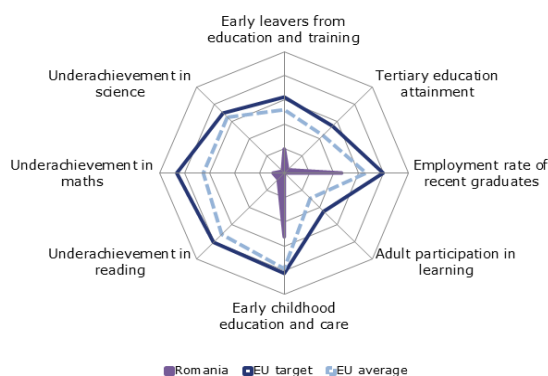 Early leavers from
education and training
Tertiary education
attainment
Employment rate of
recent graduates
Adult participation in
learning
Early childhood
education and care
Underachievement in
reading
Underachievement in
maths
Underachievement in
science
Romania EU target EU average